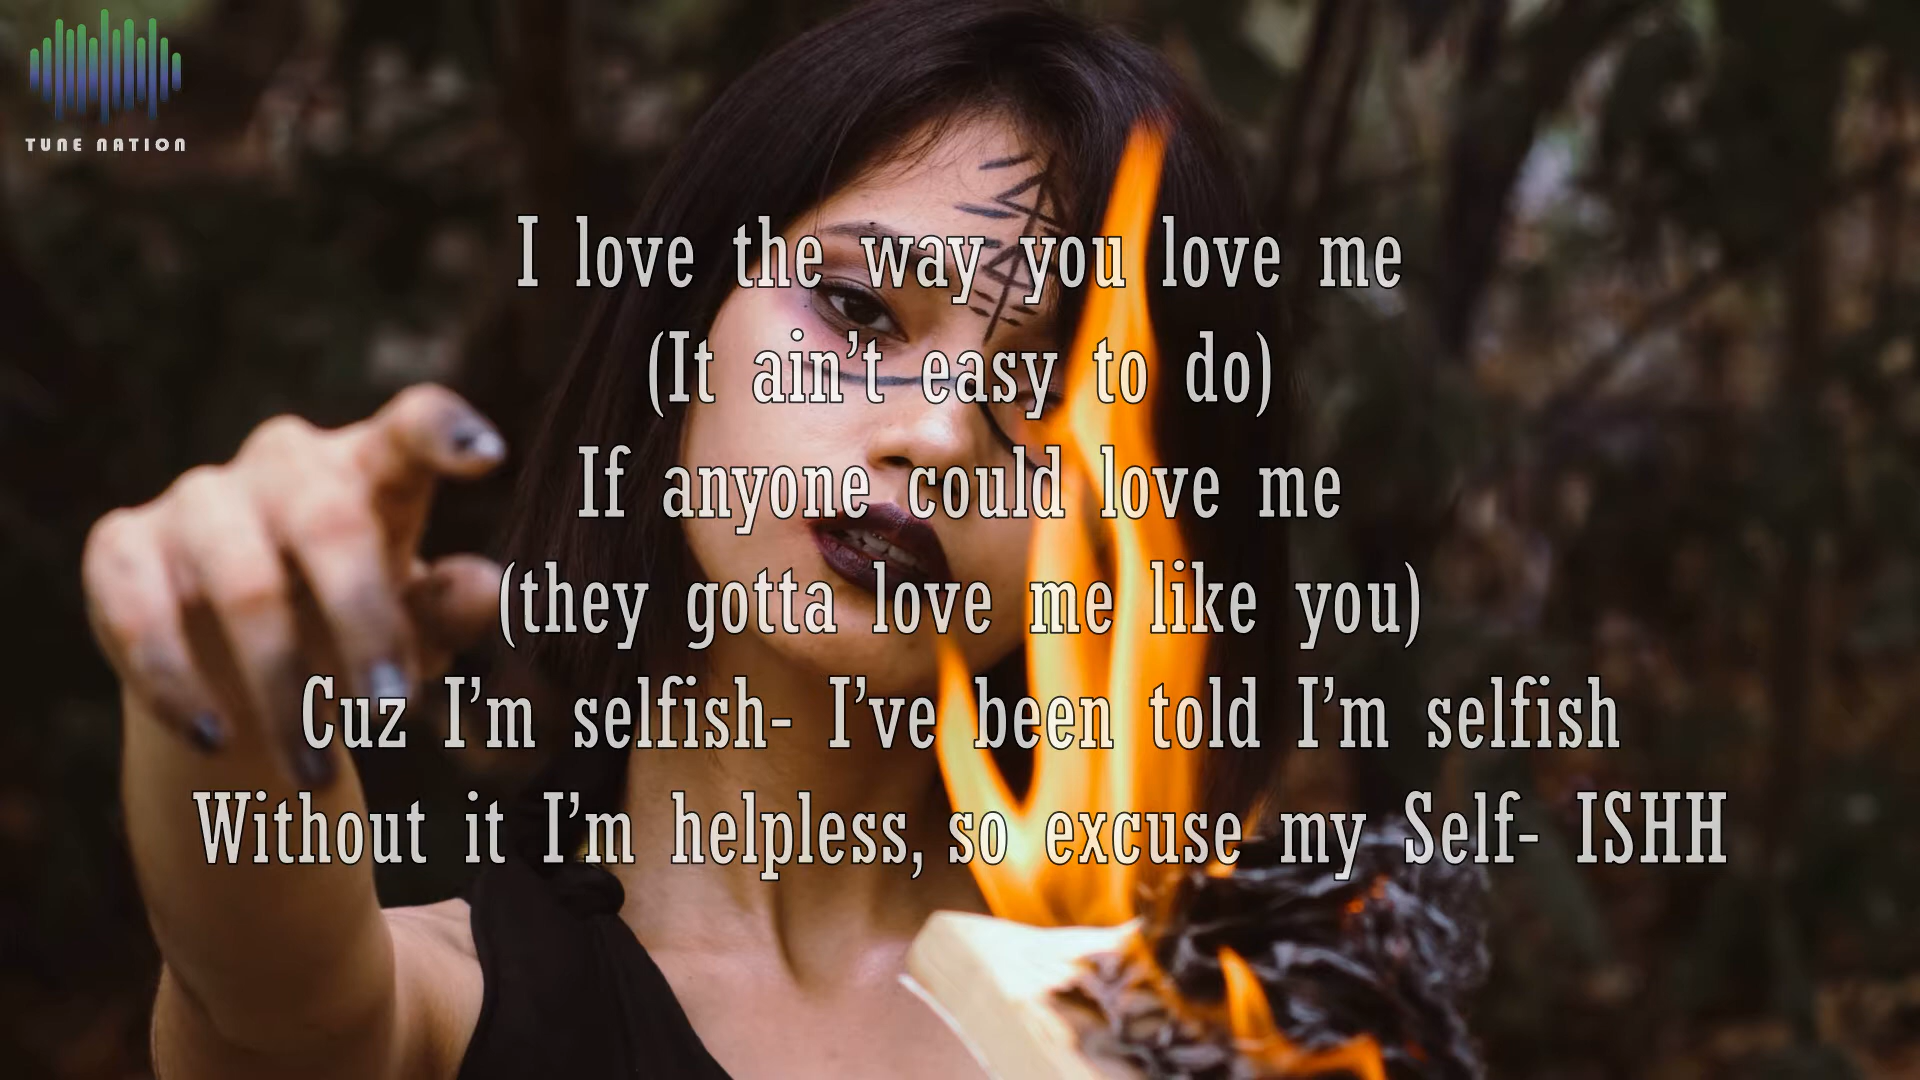 TUNE NATION
I love the way you love me
(It ain't easy to do)
If anyone could love me
(they gotta love me like you)
Cuz I'm selfish- I've been told I'm selfish
Without it I'm helpless, so excuse my Self- ISHH